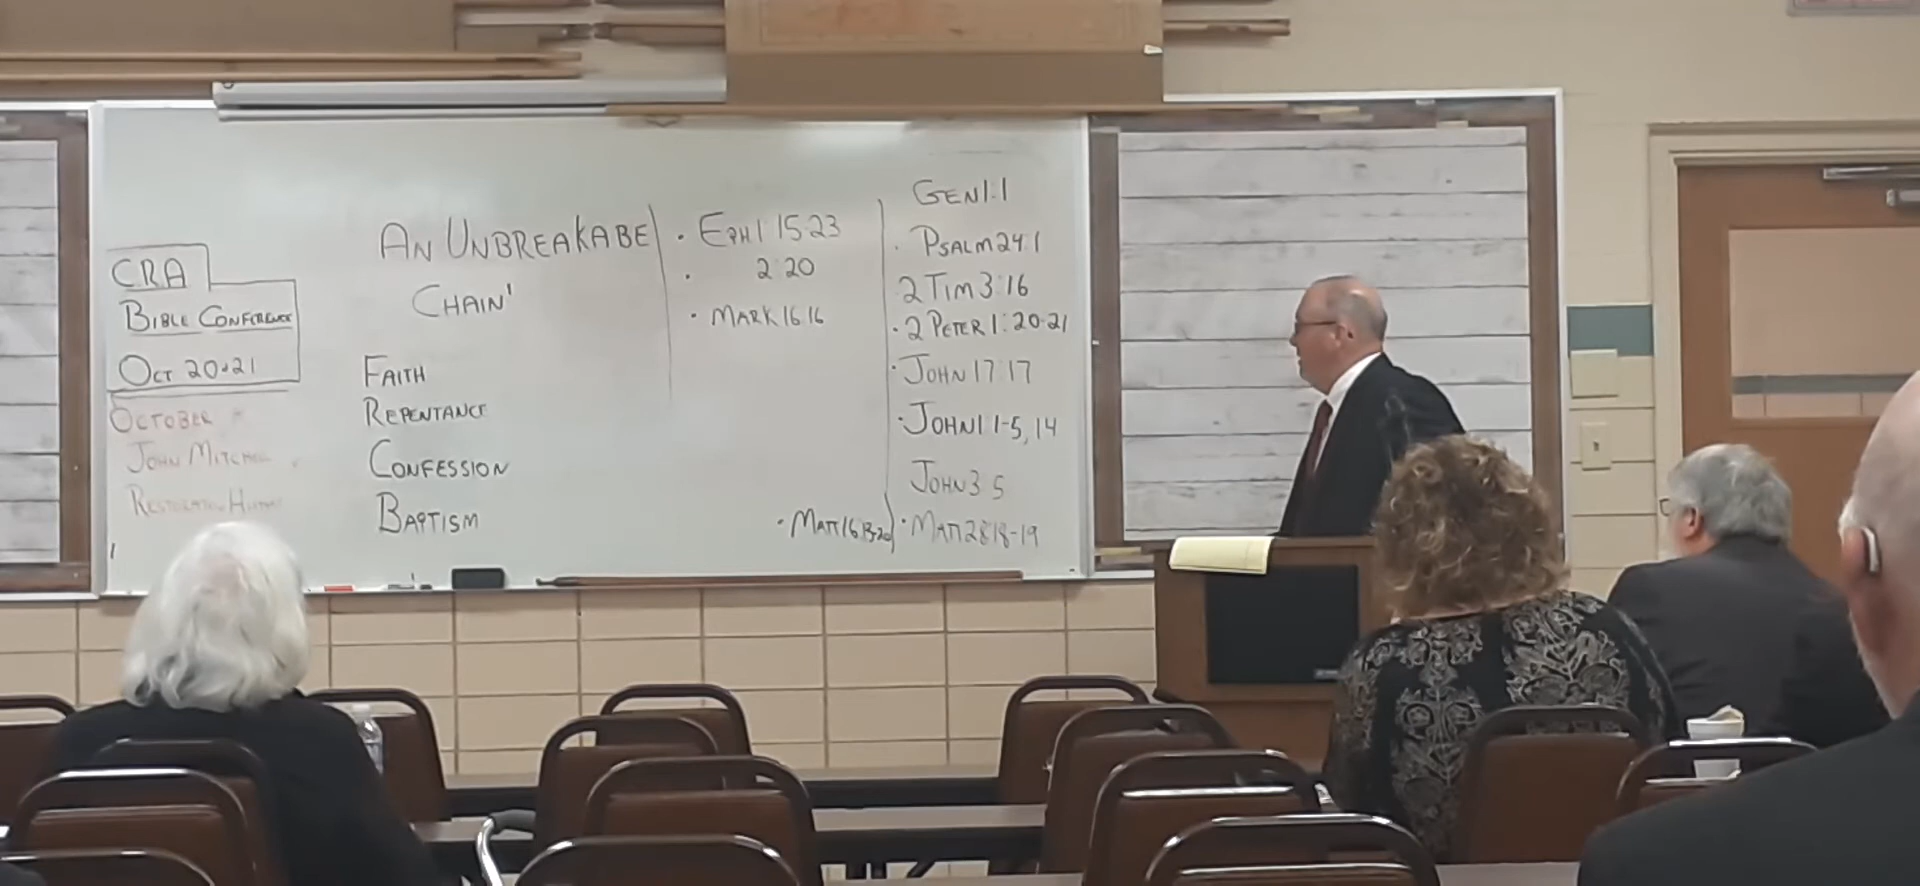 CRA
BIBLE CONFERENCE
OCT 20-21
OCTOBER
JOHN MITCHELL
AN UNBREAKABE
CHAIN'
FAITH
REPENTANCE
CONFESSION
BAPTISM
• EPH 1 15-23
• 2:20
• MARK 16 16
• MATT 16 13-20
GEN 1:1
• PSALM 24:1
2 TIM 3:16
• 2 PETER 1:20-21
• JOHN 17:17
• JOHN 1 1-5, 14
JOHN 3 5
• MATT 28 18-19